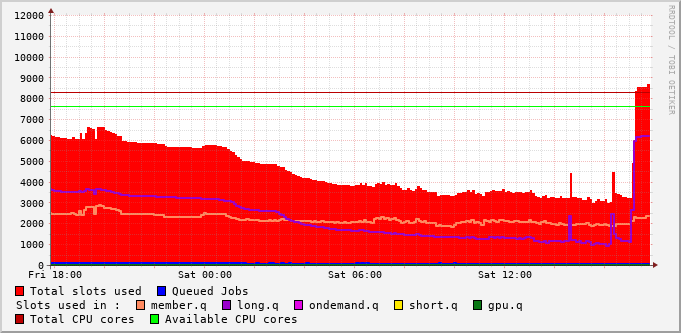 12000
11000
10000
9000
8000
7000
6000
5000
4000
3000
2000
1000
0
Fri 18:00 Sat 00:00 Sat 06:00 Sat 12:00
Total slots used Queued Jobs
Slots used in : member.q long.q ondemand.q short.q gpu.q
Total CPU cores Available CPU cores
RRDTOOL / TOBI OETIKER